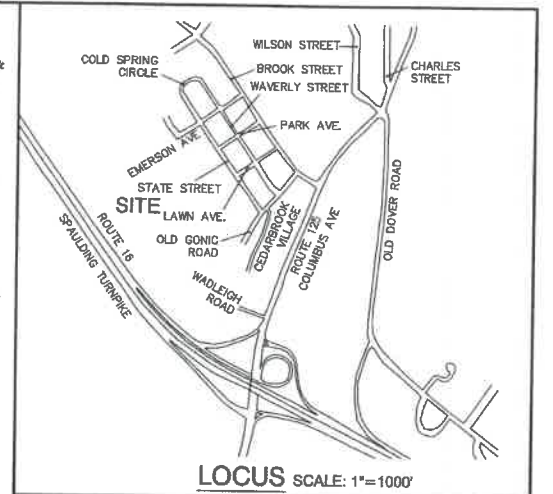 WILSON STREET
COLD SPRING
CIRCLE
BROOK STREET
CHARLES
STREET
WAVERLY STREET
PARK AVE.
EMERSON AVE
STATE STREET
SITE
LAWN AVE.
OLD GONIC
ROAD
CEDARBROOK
VILLAGE
ROUTE 125
COLUMBUS AVE
OLD DOVER ROAD
WADLEIGH
ROAD
ROUTE 16
SPAULDING TURNPIKE
LOCUS SCALE: 1"=1000'